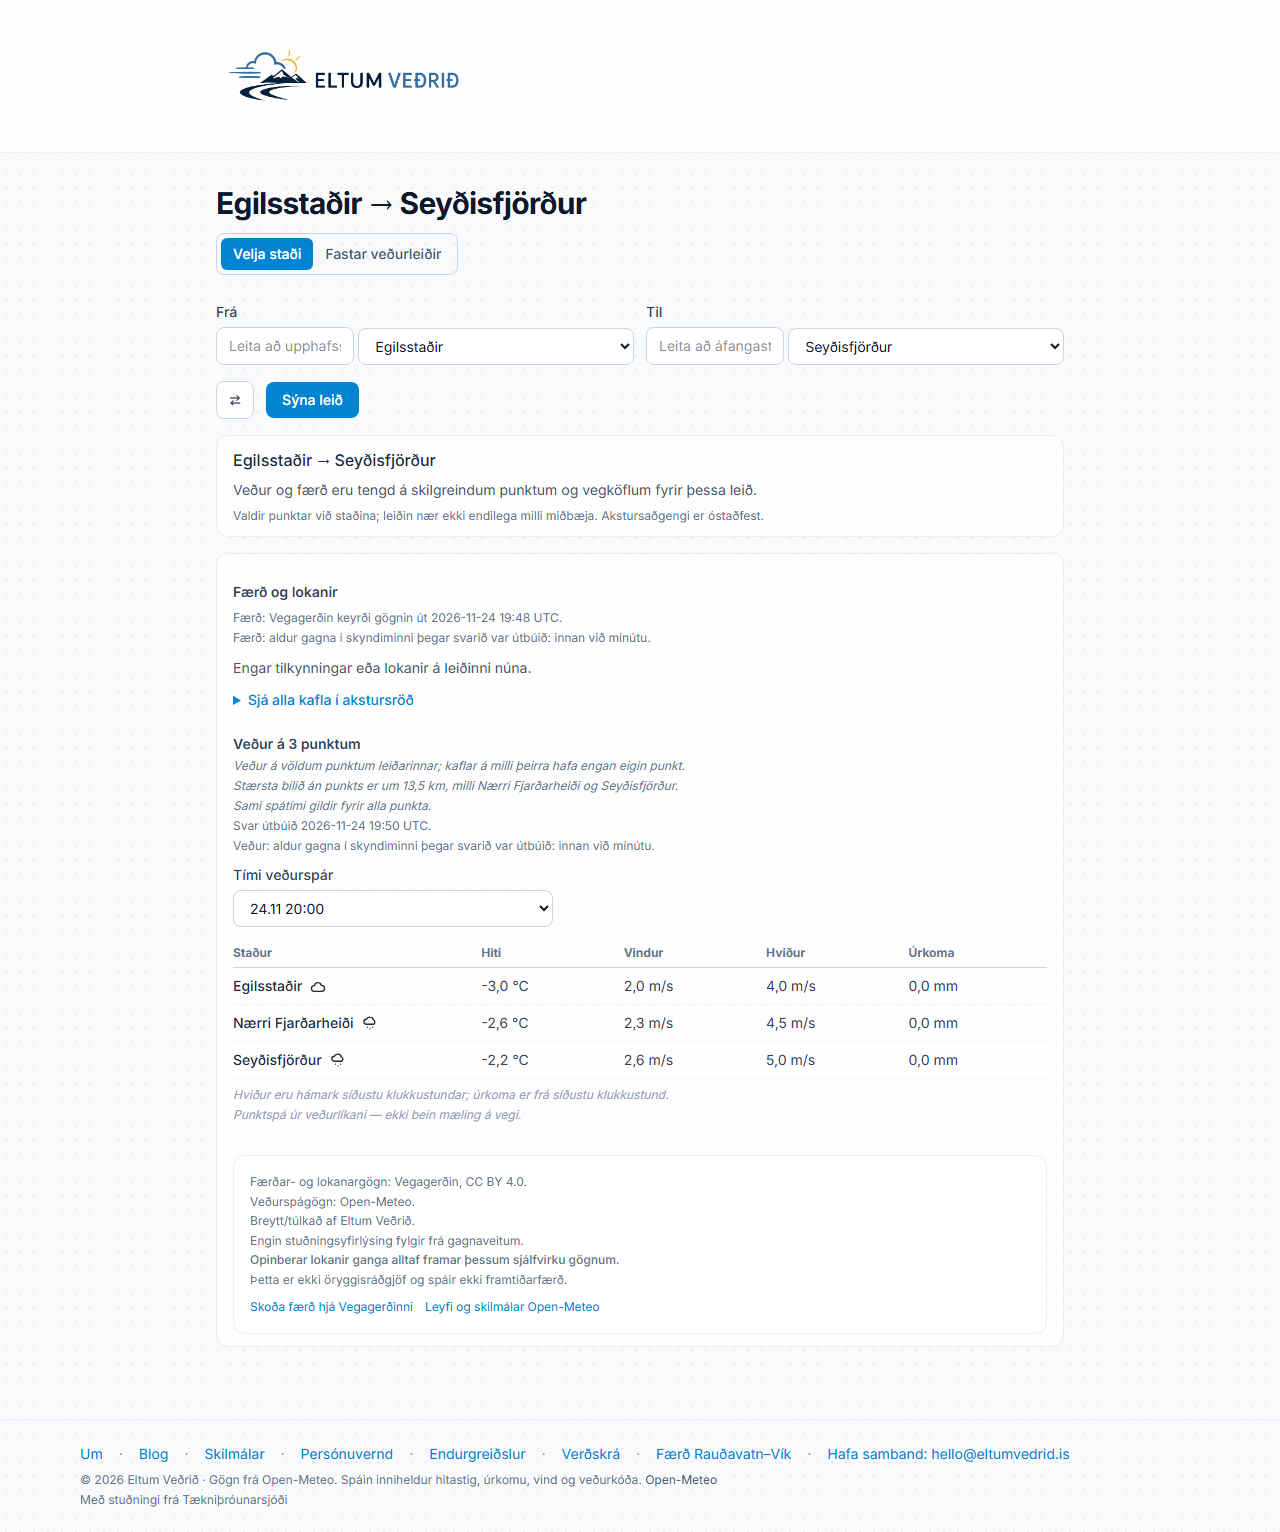 ELTUM VEÐRIÐ
Egilsstaðir → Seyðisfjörður
Velja staði Fastar veðurleiðir
Frá Til
Leita að upphafs Egilsstaðir Leita að áfangast Seyðisfjörður
⇄ Sýna leið
Egilsstaðir → Seyðisfjörður
Veður og færð eru tengd á skilgreindum punktum og vegköflum fyrir þessa leið.
Valdir punktar við staðina; leiðin nær ekki endilega milli miðbæja. Akstursaðgengi er óstaðfest.
Færð og lokanir
Færð: Vegagerðin keyrði gögnin út 2026-11-24 19:48 UTC.
Færð: aldur gagna í skyndiminni þegar svarið var útbúið: innan við mínútu.
Engar tilkynningar eða lokanir á leiðinni núna.
▶ Sjá alla kafla í akstursröð
Veður á 3 punktum
Veður á völdum punktum leiðarinnar; kaflar á milli þeirra hafa engan eigin punkt.
Stærsta bilið án punkts er um 13,5 km, milli Nærri Fjarðarheiði og Seyðisfjörður.
Sami spátími gildir fyrir alla punkta.
Svar útbúið 2026-11-24 19:50 UTC.
Veður: aldur gagna í skyndiminni þegar svarið var útbúið: innan við mínútu.
Tími veðurspár
24.11 20:00
Staður Hiti Vindur Hviður Úrkoma
Egilsstaðir -3,0 °C 2,0 m/s 4,0 m/s 0,0 mm
Nærri Fjarðarheiði -2,6 °C 2,3 m/s 4,5 m/s 0,0 mm
Seyðisfjörður -2,2 °C 2,6 m/s 5,0 m/s 0,0 mm
Hviður eru hámark síðustu klukkustundar; úrkoma er frá síðustu klukkustund.
Punktspá úr veðurlíkani — ekki bein mæling á vegi.
Færðar- og lokanargögn: Vegagerðin, CC BY 4.0.
Veðurspágögn: Open-Meteo.
Breytt/túlkað af Eltum Veðrið.
Engin stuðningsyfirlýsing fylgir frá gagnaveitum.
Opinberar lokanir ganga alltaf framar þessum sjálfvirku gögnum.
Þetta er ekki öryggisráðgjöf og spáir ekki framtíðarfærð.
Skoða færð hjá Vegagerðinni Leyfi og skilmálar Open-Meteo
Um · Blog · Skilmálar · Persónuvernd · Endurgreiðslur · Verðskrá · Færð Rauðavatn–Vík · Hafa samband: hello@eltumvedrid.is
© 2026 Eltum Veðrið · Gögn frá Open-Meteo. Spáin inniheldur hitastig, úrkomu, vind og veðurkóða. Open-Meteo
Með stuðningi frá Tækniþróunarsjóði